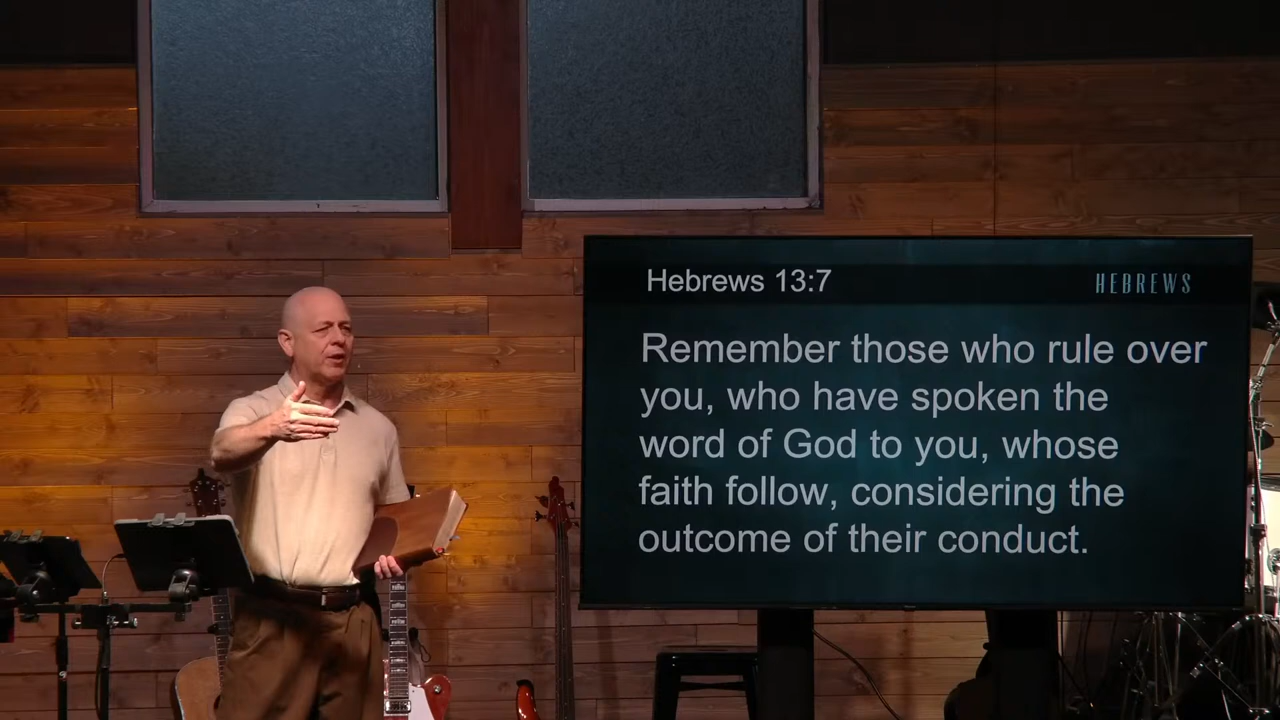 Hebrews 13:7
HEBREWS
Remember those who rule over
you, who have spoken the
word of God to you, whose
faith follow, considering the
outcome of their conduct.